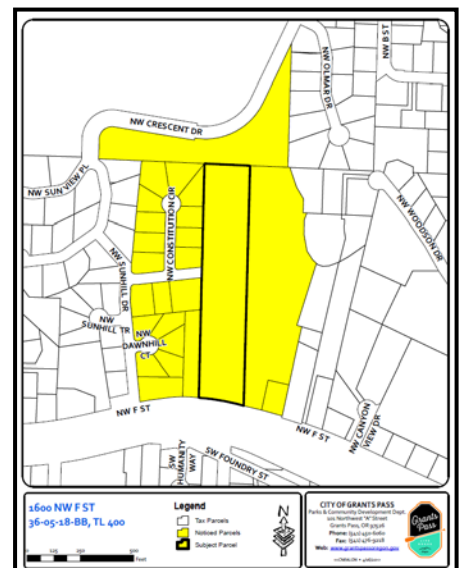 NW OLMAR DR
NW B ST
NW CRESCENT DR
NW SUN VIEW PL
NW CONSTITUTION CIR
NW WOODSON DR
NW SUNHILL DR
NW
SUNHILL TR
NW
DAWNHILL
CT
NW F ST
NW F ST
NW CANYON
VIEW DR
SW
HUMANITY
WAY
SW FOUNDRY ST
1600 NW F ST
36-05-18-BB, TL 400
Legend
Tax Parcels
Noticed Parcels
Subject Parcel
0
125
250
500
Feet
CITY OF GRANTS PASS
Parks & Community Development Dept.
101 Northwest "A" Street
Grants Pass, OR 97526
Phone: (541) 450-6060
Fax: (541) 476-9218
Web: www.grantspassoregon.gov
Grants
Pass